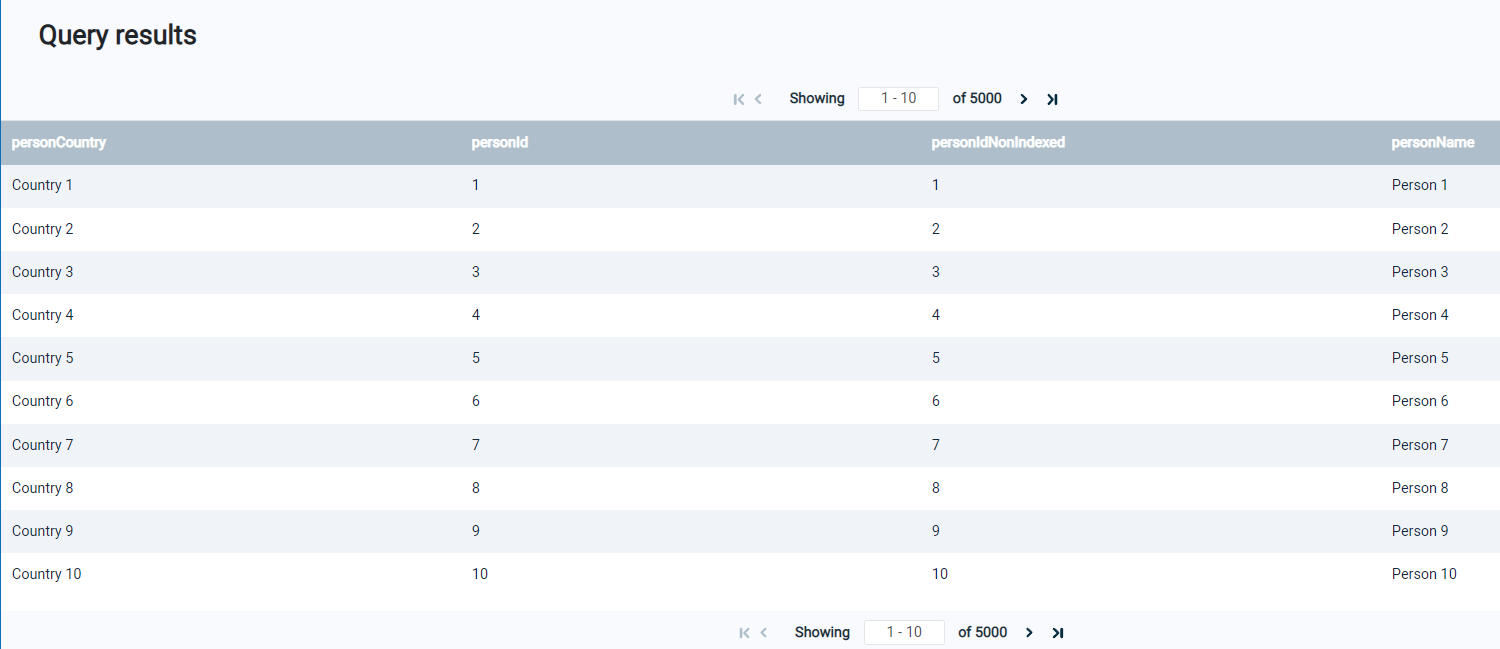 Query results
Showing 1 - 10 of 5000
personCountry personId personIdNonIndexed personName
Country 1 1 1 Person 1
Country 2 2 2 Person 2
Country 3 3 3 Person 3
Country 4 4 4 Person 4
Country 5 5 5 Person 5
Country 6 6 6 Person 6
Country 7 7 7 Person 7
Country 8 8 8 Person 8
Country 9 9 9 Person 9
Country 10 10 10 Person 10
Showing 1 - 10 of 5000